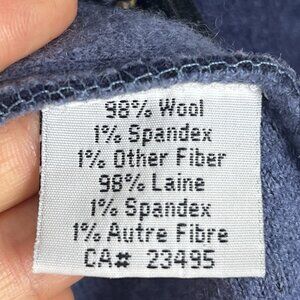 98% Wool
1% Spandex
1% Other Fiber
98% Laine
1% Spandex
1% Autre Fibre
CA# 23495